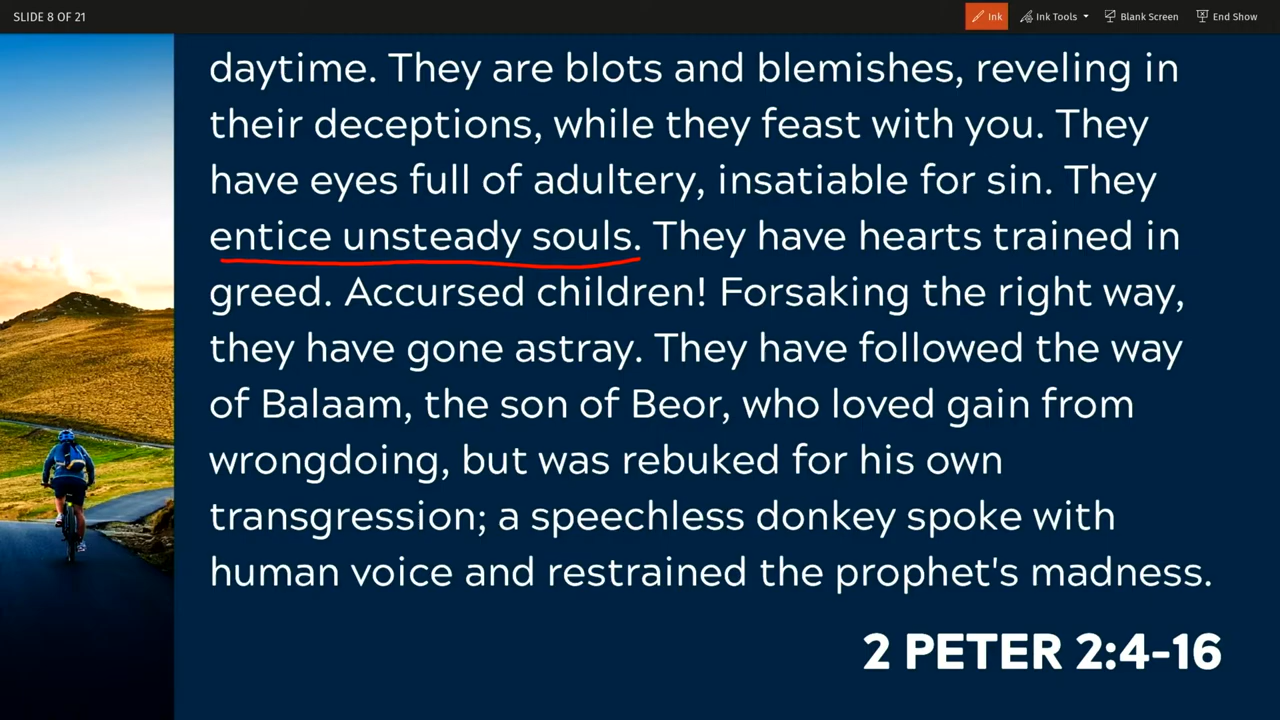 SLIDE 8 OF 21
Ink
Ink Tools
Blank Screen
End Show
daytime. They are blots and blemishes, reveling in
their deceptions, while they feast with you. They
have eyes full of adultery, insatiable for sin. They
entice unsteady souls. They have hearts trained in
greed. Accursed children! Forsaking the right way,
they have gone astray. They have followed the way
of Balaam, the son of Beor, who loved gain from
wrongdoing, but was rebuked for his own
transgression; a speechless donkey spoke with
human voice and restrained the prophet's madness.
2 PETER 2:4–16